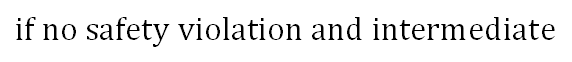 if no safety violation and intermediate